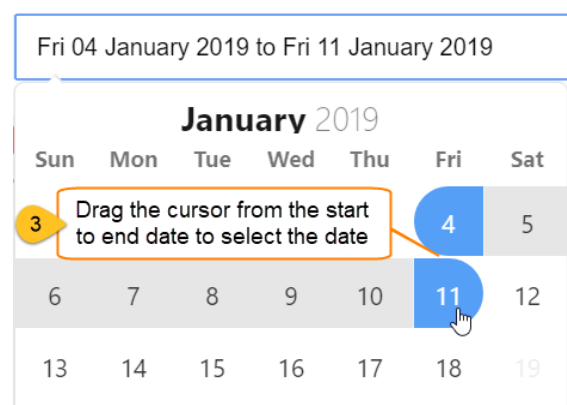 Fri 04 January 2019 to Fri 11 January 2019
January 2019
Sun Mon Tue Wed Thu Fri Sat
3 Drag the cursor from the start
to end date to select the date
4 5
6 7 8 9 10 11 12
13 14 15 16 17 18 19